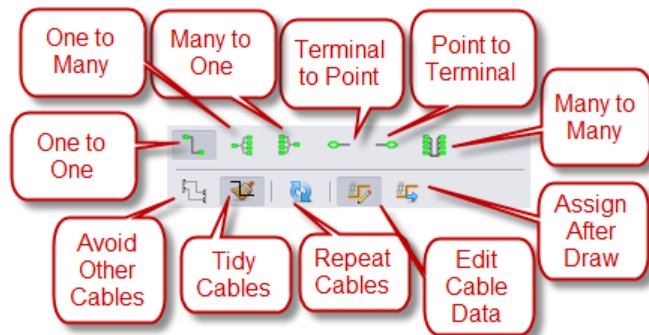 One to
Many
Many to
One
Terminal
to Point
Point to
Terminal
Many to
Many
One to
One
Avoid
Other
Cables
Tidy
Cables
Repeat
Cables
Edit
Cable
Data
Assign
After
Draw